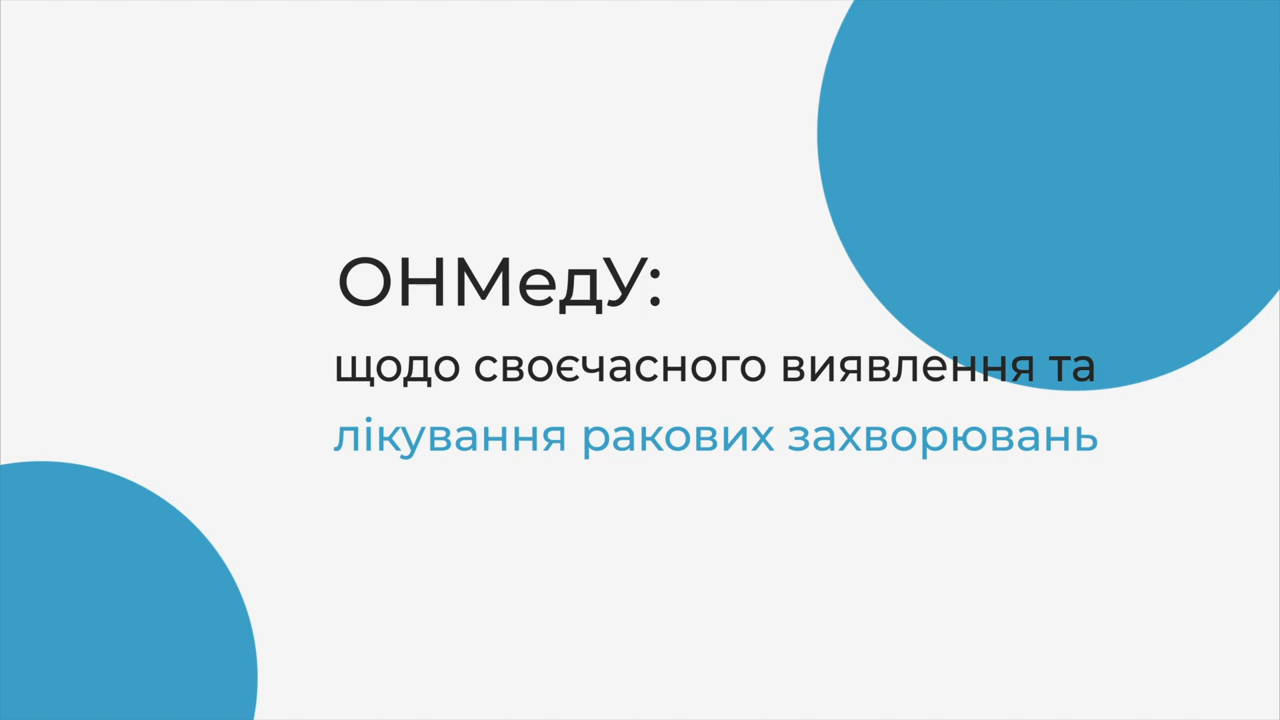 ОНМедУ:
щодо своєчасного виявлення та
лікування ракових захворювань